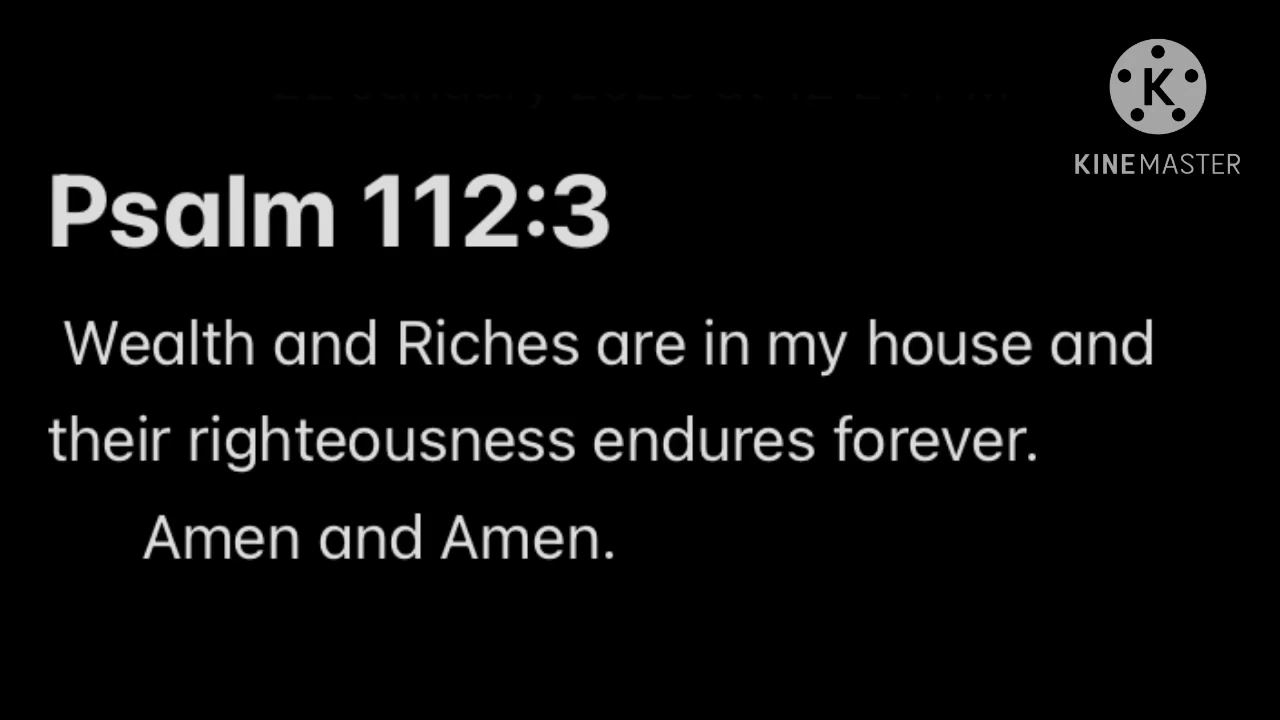 KINEMASTER
Psalm 112:3
Wealth and Riches are in my house and
their righteousness endures forever.
Amen and Amen.